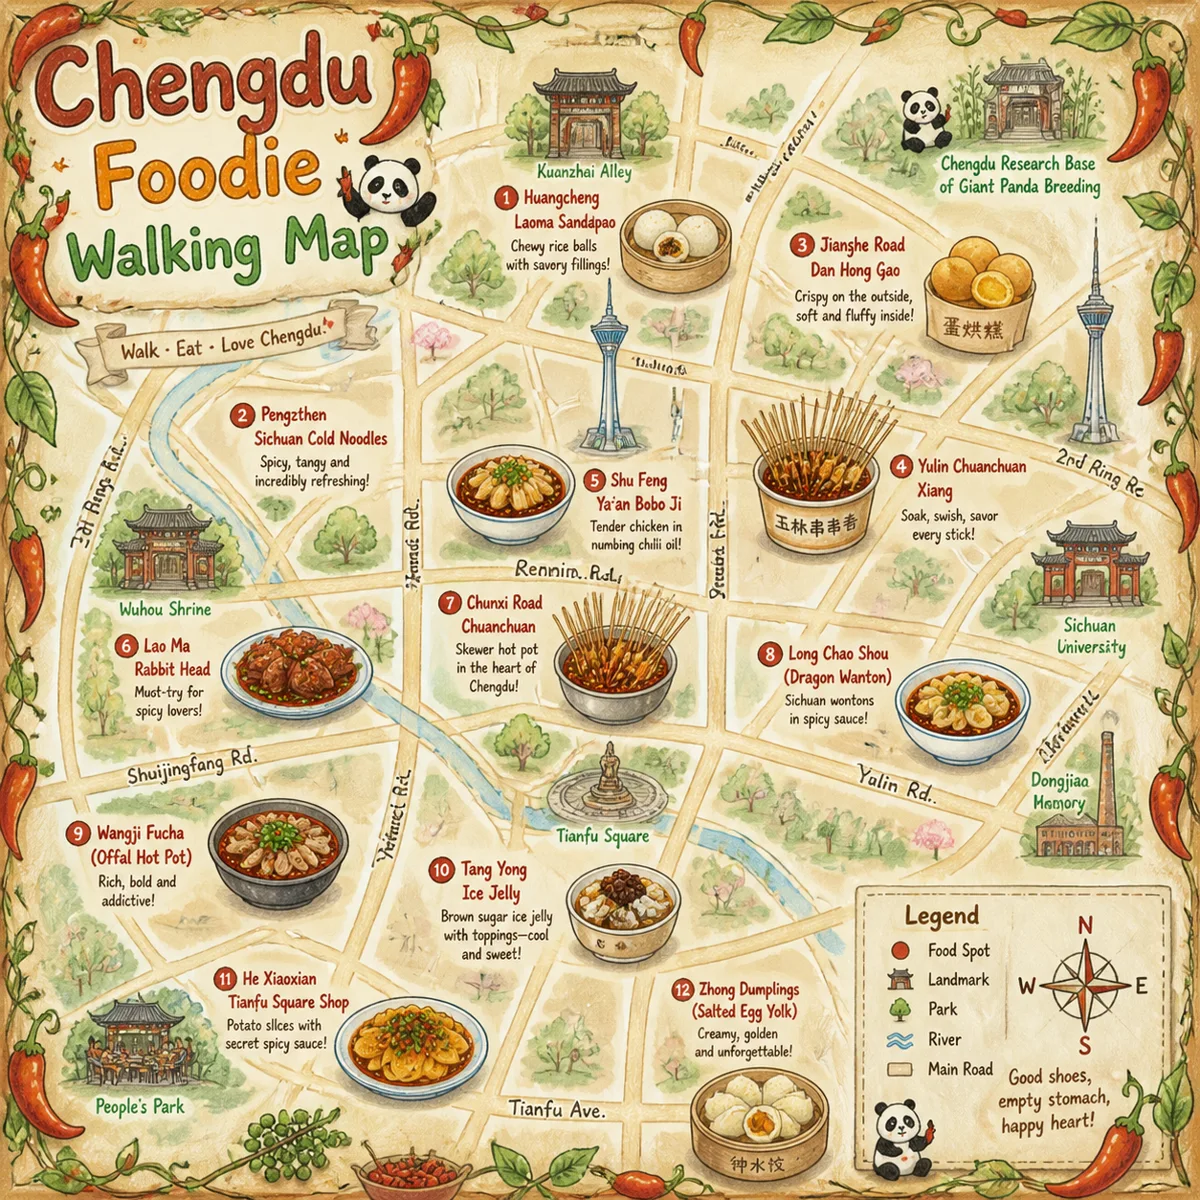 Chengdu
Foodie
Walking Map
Walk · Eat · Love Chengdu!
Kuanzhai Alley
Chengdu Research Base
of Giant Panda Breeding
1 Huangcheng
Laoma Sandapao
Chewy rice balls
with savory fillings!
3 Jianshe Road
Dan Hong Gao
Crispy on the outside,
soft and fluffy inside!
蛋烘糕
2 Pengzthen
Sichuan Cold Noodles
Spicy, tangy and
incredibly refreshing!
5 Shu Feng
Ya'an Bobo Ji
Tender chicken in
numbing chili oil!
4 Yulin Chuanchuan
Xiang
Soak, swish, savor
every stick!
玉林串串香
2nd Ring Rc
Wuhou Shrine
Sichuan
University
6 Lao Ma
Rabbit Head
Must-try for
spicy lovers!
7 Chunxi Road
Chuanchuan
Skewer hot pot
in the heart of
Chengdu!
8 Long Chao Shou
(Dragon Wanton)
Sichuan wontons
in spicy sauce!
Shuijingfang Rd.
Yulin Rd..
Tianfu Square
Dongjiao
Memory
9 Wangji Fucha
(Offal Hot Pot)
Rich, bold and
addictive!
10 Tang Yong
Ice Jelly
Brown sugar ice jelly
with toppings—cool
and sweet!
11 He Xiaoxian
Tianfu Square Shop
Potato slices with
secret spicy sauce!
12 Zhong Dumplings
(Salted Egg Yolk)
Creamy, golden
and unforgettable!
钟水饺
People's Park
Tianfu Ave.
Legend
Food Spot
Landmark
Park
River
Main Road
N
W E
S
Good shoes,
empty stomach,
happy heart!